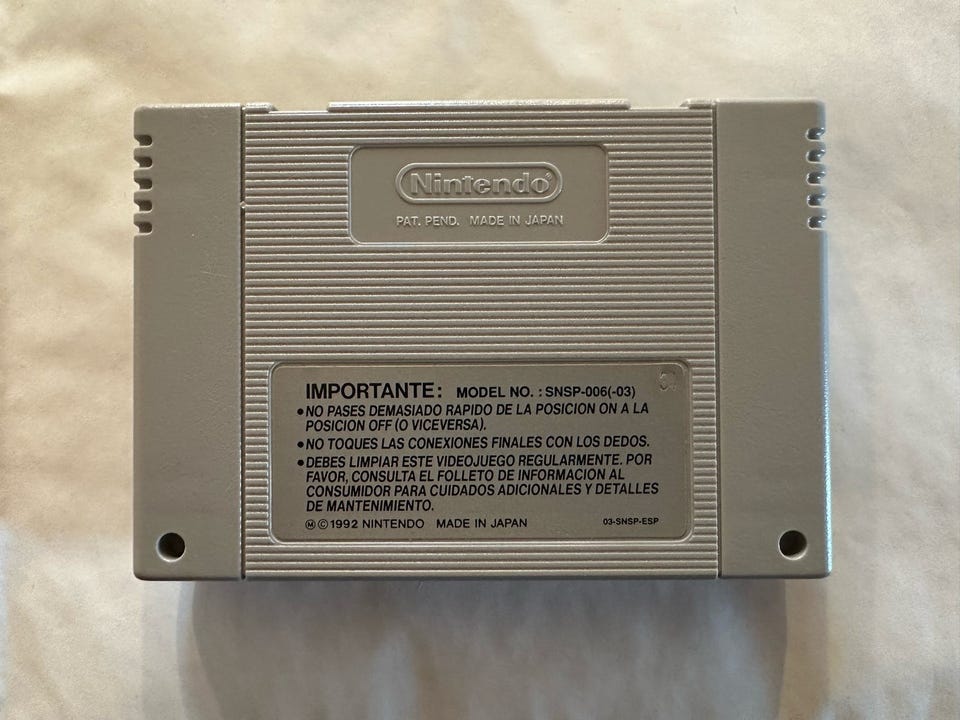 Nintendo®
PAT. PEND. MADE IN JAPAN
IMPORTANTE: MODEL NO. : SNSP-006(-03)
●NO PASES DEMASIADO RAPIDO DE LA POSICION ON A LA
POSICION OFF (O VICEVERSA).
●NO TOQUES LAS CONEXIONES FINALES CON LOS DEDOS.
●DEBES LIMPIAR ESTE VIDEOJUEGO REGULARMENTE. POR
FAVOR, CONSULTA EL FOLLETO DE INFORMACION AL
CONSUMIDOR PARA CUIDADOS ADICIONALES Y DETALLES
DE MANTENIMIENTO.
Ⓜ©1992 NINTENDO MADE IN JAPAN 03-SNSP-ESP